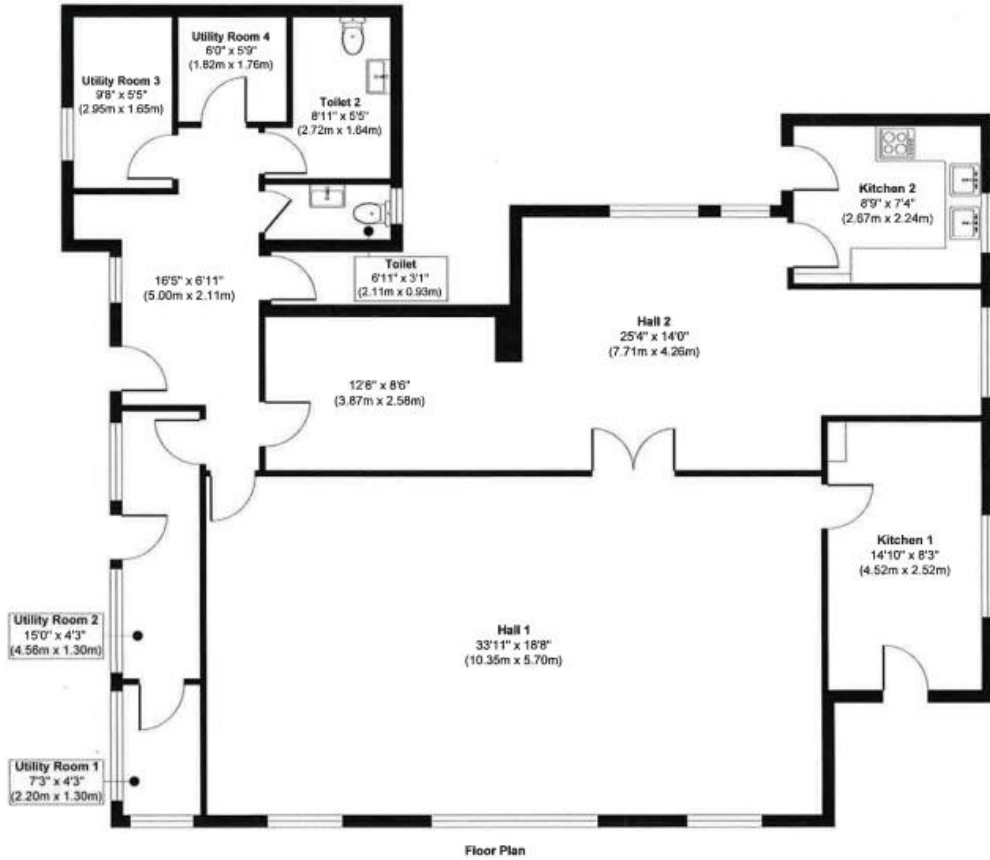 Utility Room 4
6'0" x 5'9"
(1.82m x 1.76m)
Utility Room 3
9'8" x 5'5"
(2.95m x 1.65m)
Toilet 2
8'11" x 5'5"
(2.72m x 1.64m)
Kitchen 2
8'9" x 7'4"
(2.67m x 2.24m)
16'5" x 6'11"
(5.00m x 2.11m)
Toilet
6'11" x 3'1"
(2.11m x 0.93m)
Hall 2
25'4" x 14'0"
(7.71m x 4.26m)
12'8" x 8'6"
(3.87m x 2.58m)
Kitchen 1
14'10" x 8'3"
(4.52m x 2.52m)
Utility Room 2
15'0" x 4'3"
(4.56m x 1.30m)
Hall 1
33'11" x 18'8"
(10.35m x 5.70m)
Utility Room 1
7'3" x 4'3"
(2.20m x 1.30m)
Floor Plan